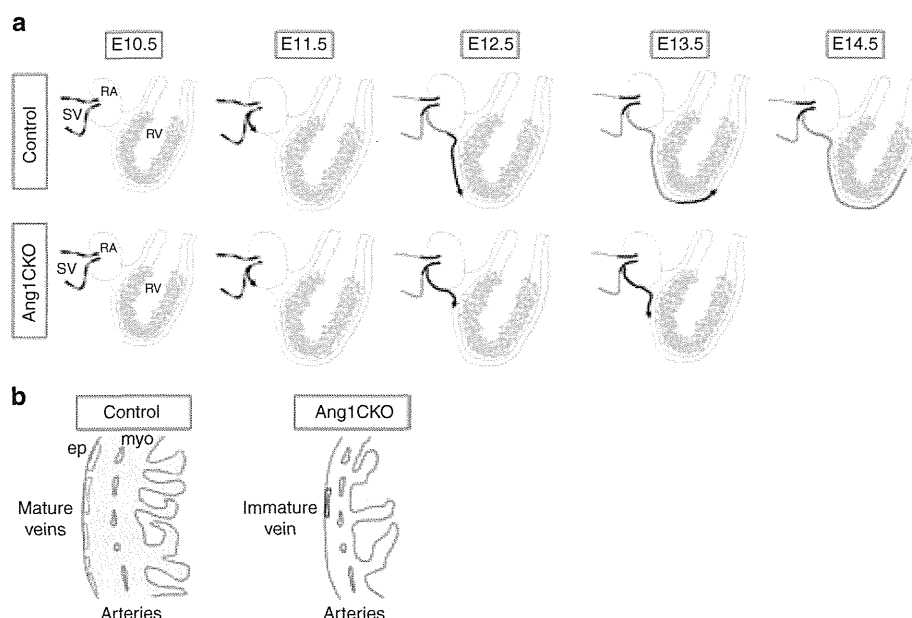 a
E10.5
E11.5
E12.5
E13.5
E14.5
Control
RA
SV
RV
Ang1CKO
RA
SV
RV
b
Control
Ang1CKO
ep
myo
Mature
veins
Immature
vein
Arteries
Arteries